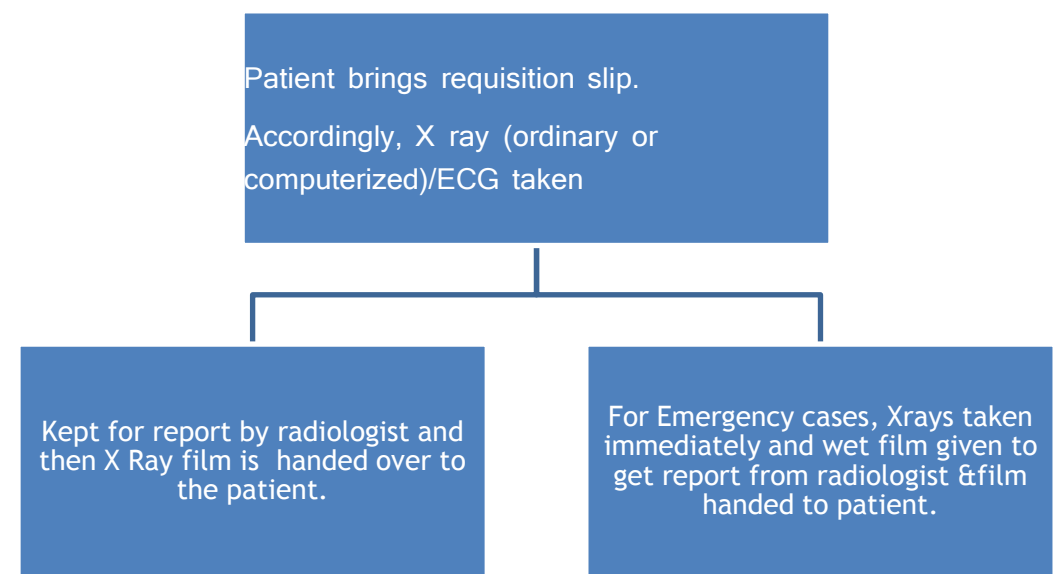 Patient brings requisition slip.
Accordingly, X ray (ordinary or
computerized)/ECG taken
Kept for report by radiologist and
then X Ray film is handed over to
the patient.
For Emergency cases, Xrays taken
immediately and wet film given to
get report from radiologist &film
handed to patient.